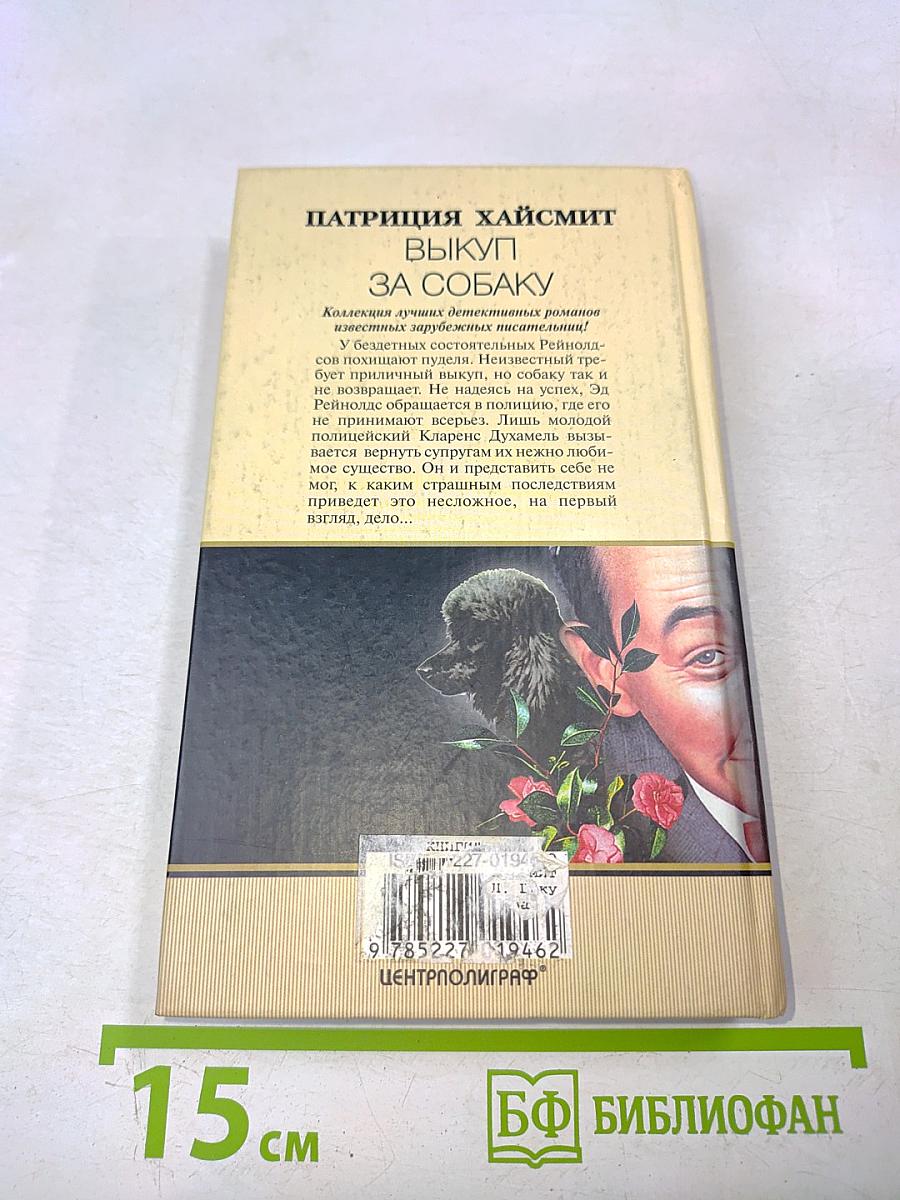 ПАТРИЦИЯ ХАЙСМИТ
ВЫКУП
ЗА СОБАКУ
Коллекция лучших детективных романов
известных зарубежных писательниц!
У бездетных состоятельных Рейнолд-
сов похищают пуделя. Неизвестный тре-
бует приличный выкуп, но собаку так и
не возвращает. Не надеясь на успех, Эд
Рейнолдс обращается в полицию, где его
не принимают всерьез. Лишь молодой
полицейский Кларенс Духамель вызы-
вается вернуть супругам их нежно люби-
мое существо. Он и представить себе не
мог, к каким страшным последствиям
приведет это несложное, на первый
взгляд, дело...
9 785227 019462
ЦЕНТРПОЛИГРАФ®
15 см
БФ БИБЛИОФАН